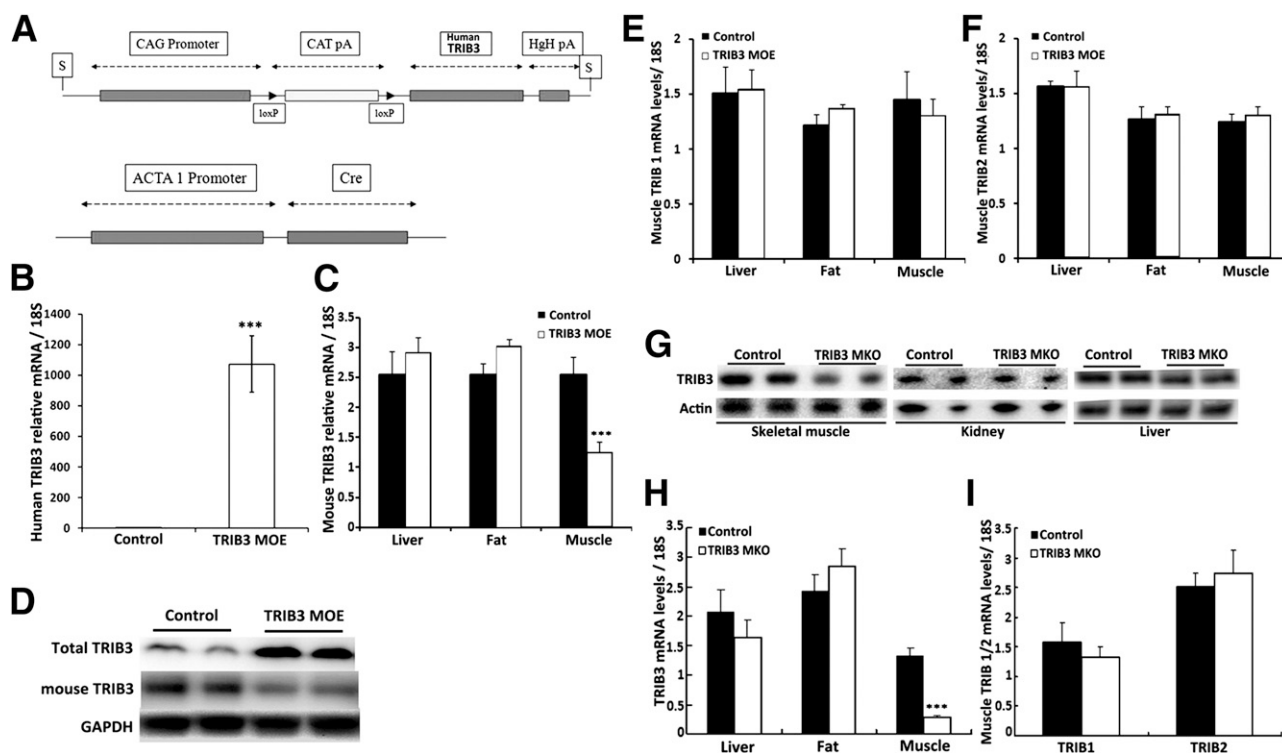 A
CAG Promoter
CAT pA
Human
TRIB3
HgH pA
S
S
loxP
loxP
ACTA 1 Promoter
Cre
B
Human TRIB3 relative mRNA / 18S
1400
1200
1000
800
600
400
200
0
***
Control
TRIB3 MOE
C
Mouse TRIB3 relative mRNA / 18S
3.5
3
2.5
2
1.5
1
0.5
0
Control
TRIB3 MOE
***
Liver
Fat
Muscle
D
Control
TRIB3 MOE
Total TRIB3
mouse TRIB3
GAPDH
E
Muscle TRIB 1 mRNA levels/ 18S
2
1.5
1
0.5
0
Control
TRIB3 MOE
Liver
Fat
Muscle
F
Muscle TRIB2 mRNA levels/ 18S
2
1.5
1
0.5
0
Control
TRIB3 MOE
Liver
Fat
Muscle
G
Control
TRIB3 MKO
Control
TRIB3 MKO
Control
TRIB3 MKO
TRIB3
Actin
Skeletal muscle
Kidney
Liver
H
TRIB3 mRNA levels / 18S
3.5
3
2.5
2
1.5
1
0.5
0
Control
TRIB3 MKO
***
Liver
Fat
Muscle
I
Muscle TRIB 1/2 mRNA levels/ 18S
3.5
3
2.5
2
1.5
1
0.5
0
Control
TRIB3 MKO
TRIB1
TRIB2